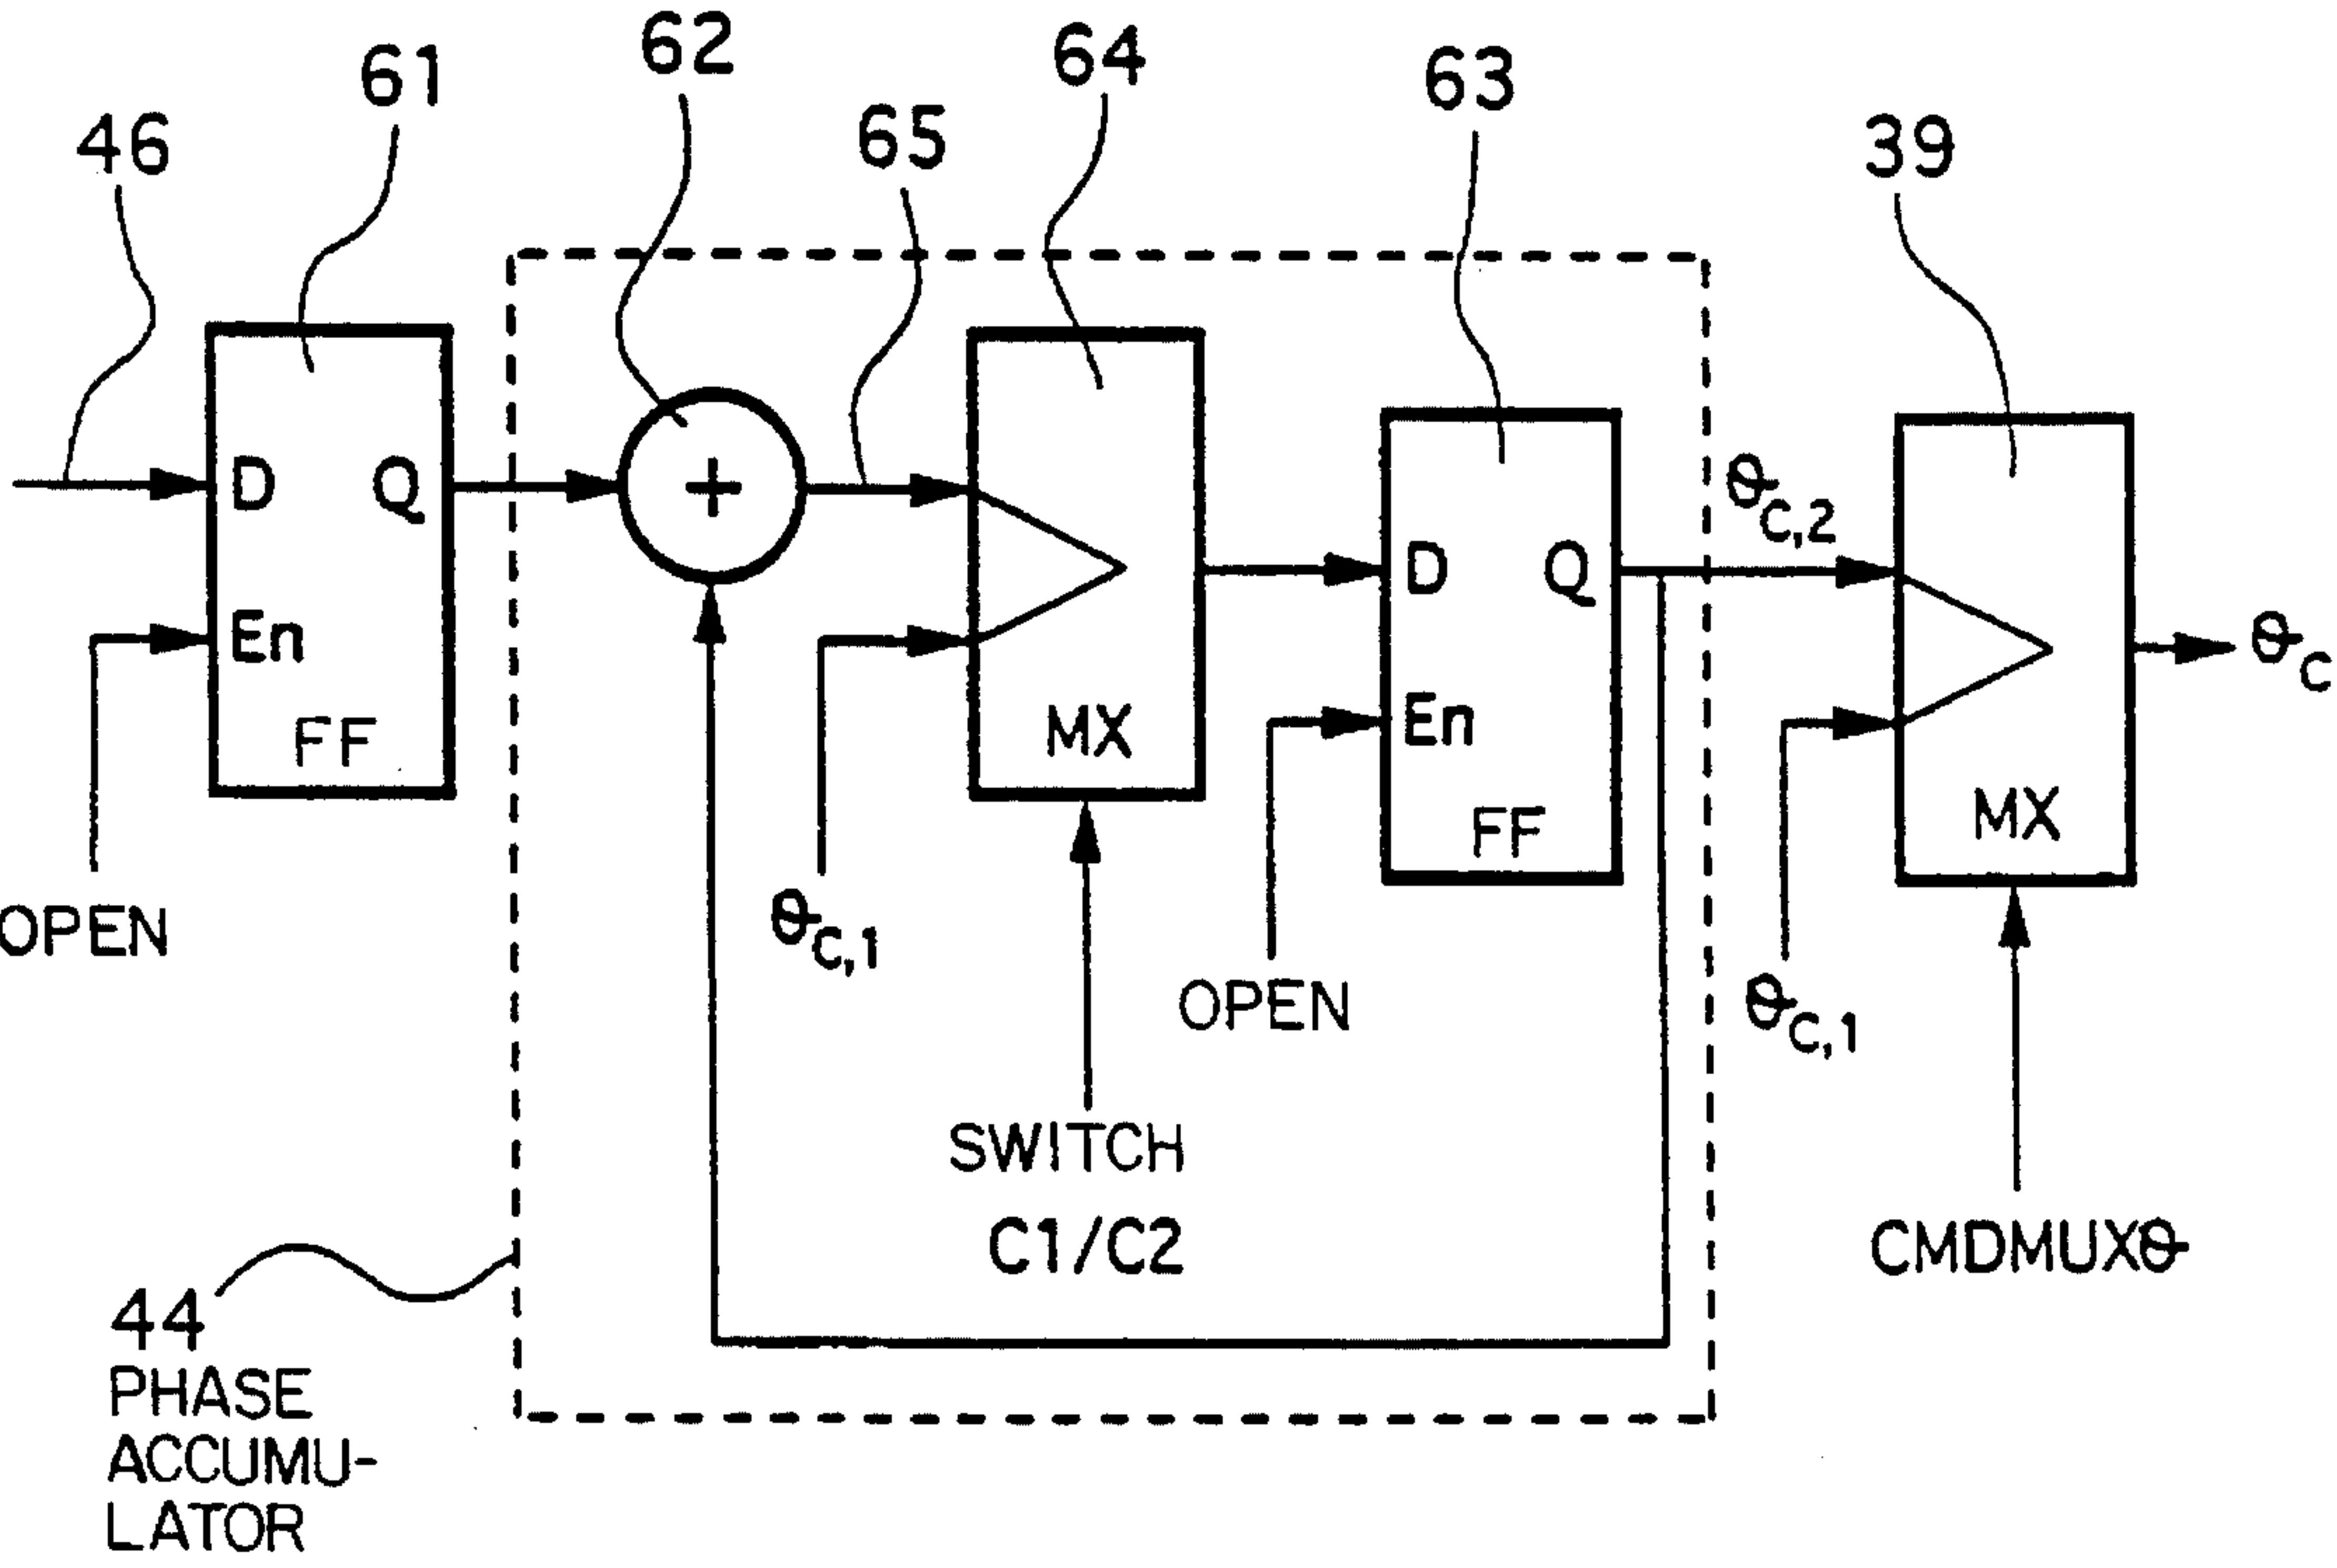 62
64
61
63
65
46
39
D Q
En
FF
+
MX
D Q
En
FF
θC,2
MX
θC
OPEN
θC,1
OPEN
θC,1
SWITCH
C1/C2
CMDMUXθ
44
PHASE
ACCUMU-
LATOR